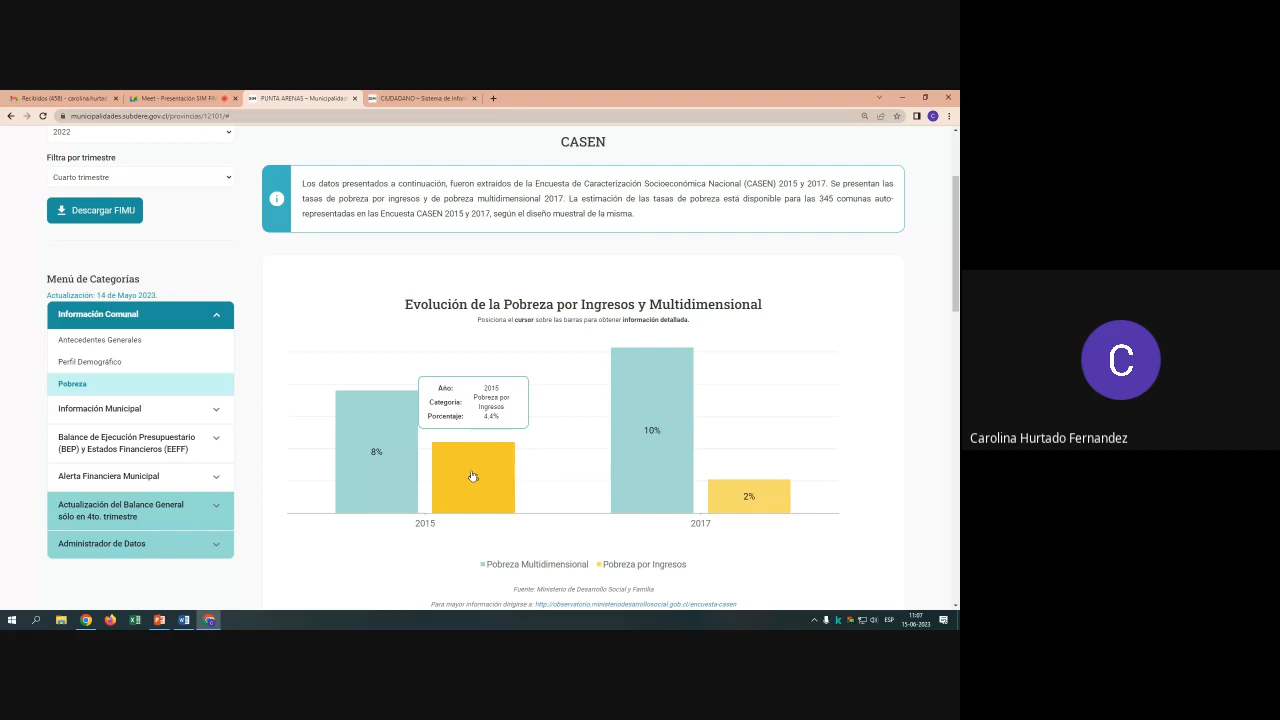 Recibidos (458) - carolina.hurtad
Meet - Presentación SIM FI
PUNTA ARENAS – Municipalidad
CIUDADANO – Sistema de Infor
municipalidades.subdere.gov.cl/provincias/12101/#
C
2022
Filtra por trimestre
Cuarto trimestre
Descargar FIMU
Menú de Categorías
Actualización: 14 de Mayo 2023.
Información Comunal
Antecedentes Generales
Perfil Demográfico
Pobreza
Información Municipal
Balance de Ejecución Presupuestario
(BEP) y Estados Financieros (EEFF)
Alerta Financiera Municipal
Actualización del Balance General
sólo en 4to. trimestre
Administrador de Datos
CASEN
Los datos presentados a continuación, fueron extraídos de la Encuesta de Caracterización Socioeconómica Nacional (CASEN) 2015 y 2017. Se presentan las
tasas de pobreza por ingresos y de pobreza multidimensional 2017. La estimación de las tasas de pobreza está disponible para las 345 comunas auto-
representadas en las Encuesta CASEN 2015 y 2017, según el diseño muestral de la misma.
Evolución de la Pobreza por Ingresos y Multidimensional
Posiciona el cursor sobre las barras para obtener información detallada.
Año: 2015
Categoría: Pobreza por
Ingresos
Porcentaje: 4,4%
8%
10%
2%
2015
2017
Pobreza Multidimensional
Pobreza por Ingresos
Fuente: Ministerio de Desarrollo Social y Familia
Para mayor información dirigirse a: http://observatorio.ministeriodesarrollosocial.gob.cl/encuesta-casen
ESP
11:07
15-06-2023
C
Carolina Hurtado Fernandez